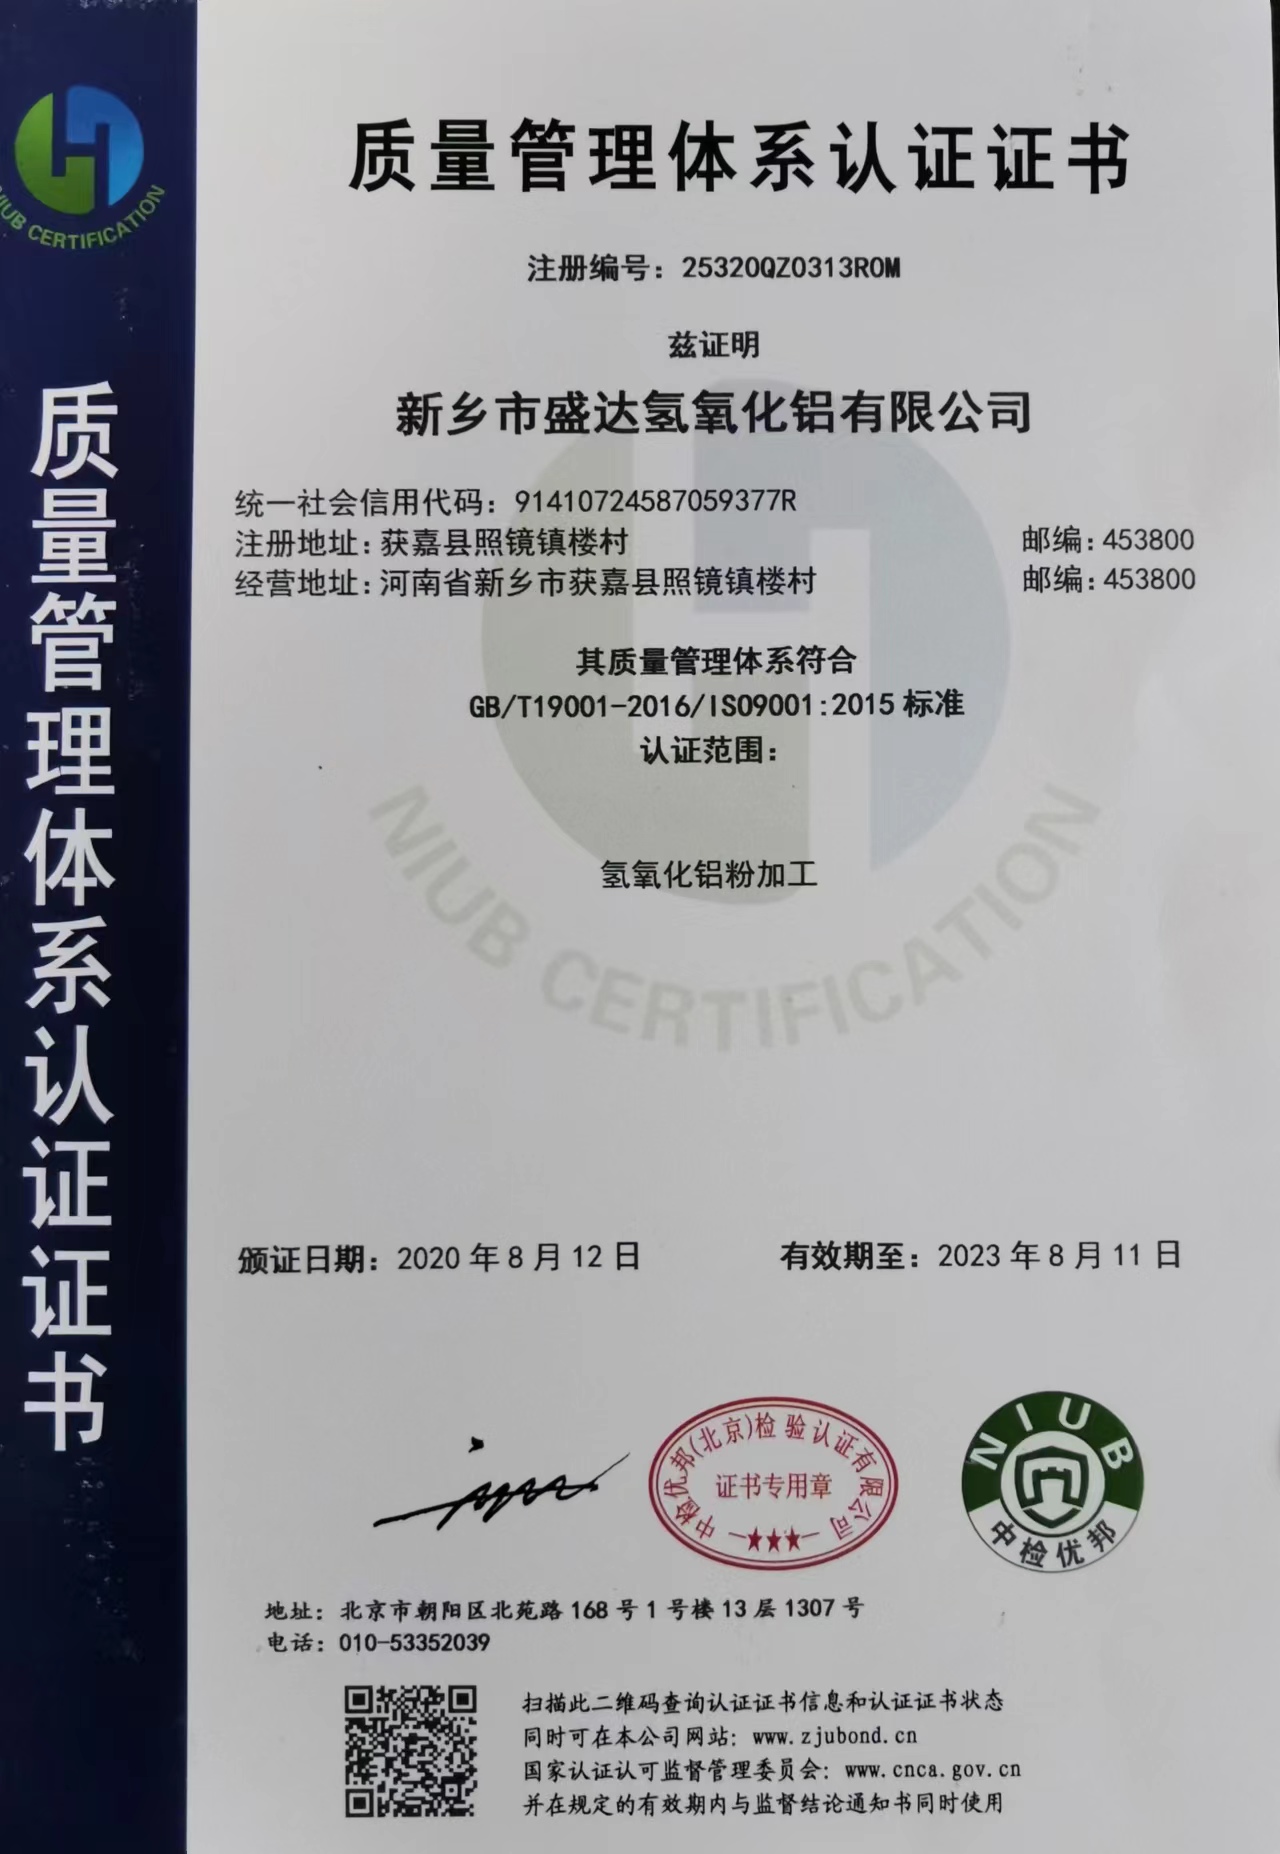 NIUB CERTIFICATION
质量管理体系认证证书
质量管理体系认证证书
注册编号：25320QZ0313R0M
兹证明
新乡市盛达氢氧化铝有限公司
统一社会信用代码：91410724587059377R
注册地址：获嘉县照镜镇楼村 邮编：453800
经营地址：河南省新乡市获嘉县照镜镇楼村 邮编：453800
其质量管理体系符合
GB/T19001-2016/ISO9001:2015 标准
认证范围：
氢氧化铝粉加工
NIUB CERTIFICATION
颁证日期：2020 年 8 月 12 日 有效期至：2023 年 8 月 11 日
中检优邦(北京)检验认证有限公司
证书专用章
NIUB
中检优邦
地址：北京市朝阳区北苑路 168 号 1 号楼 13 层 1307 号
电话：010-53352039
扫描此二维码查询认证证书信息和认证证书状态
同时可在本公司网站：www.zjubond.cn
国家认证认可监督管理委员会：www.cnca.gov.cn
并在规定的有效期内与监督结论通知书同时使用